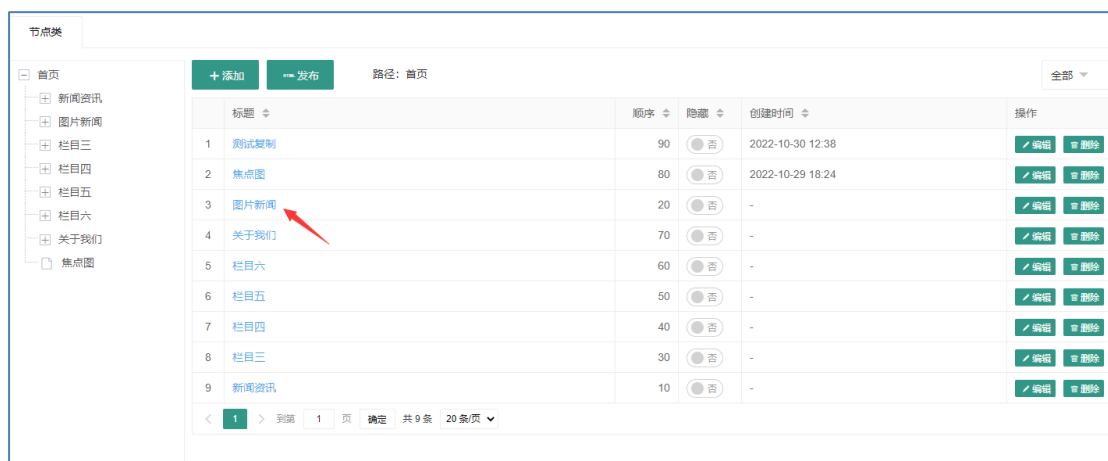 节点类
首页
新闻资讯
图片新闻
栏目三
栏目四
栏目五
栏目六
关于我们
焦点图
添加 HTML 发布 路径：首页 全部
标题 顺序 隐藏 创建时间 操作
1 测试复制 90 否 2022-10-30 12:38 编辑 删除
2 焦点图 80 否 2022-10-29 18:24 编辑 删除
3 图片新闻 20 否 - 编辑 删除
4 关于我们 70 否 - 编辑 删除
5 栏目六 60 否 - 编辑 删除
6 栏目五 50 否 - 编辑 删除
7 栏目四 40 否 - 编辑 删除
8 栏目三 30 否 - 编辑 删除
9 新闻资讯 10 否 - 编辑 删除
1 到第 1 页 确定 共 9 条 20 条/页